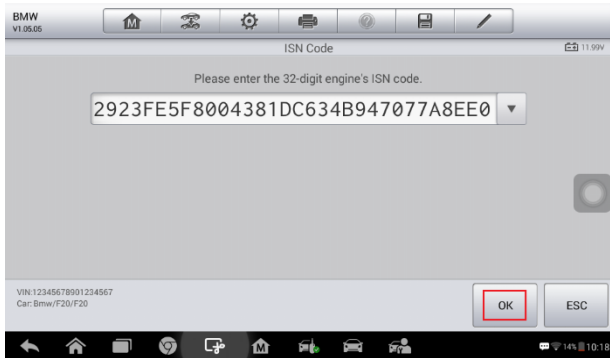 BMW
V1.05.05
ISN Code
11.99V
Please enter the 32-digit engine's ISN code.
2923FE5F8004381DC634B947077A8EE0
VIN:12345678901234567
Car: Bmw/F20/F20
OK
ESC
14% 10:18